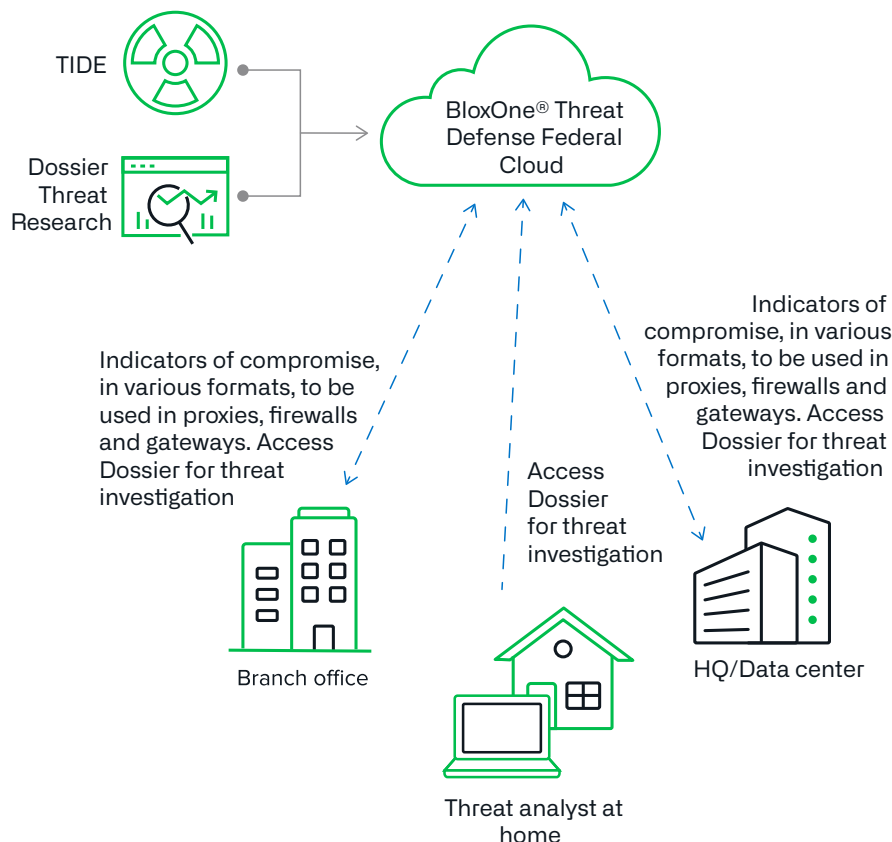 TIDE
Dossier
Threat
Research
BloxOne® Threat
Defense Federal
Cloud
Indicators of compromise,
in various formats, to be
used in proxies, firewalls
and gateways. Access
Dossier for threat
investigation
Access
Dossier
for threat
investigation
Indicators of
compromise, in various
formats, to be used in
proxies, firewalls and
gateways. Access
Dossier for threat
investigation
Branch office
Threat analyst at
home
HQ/Data center